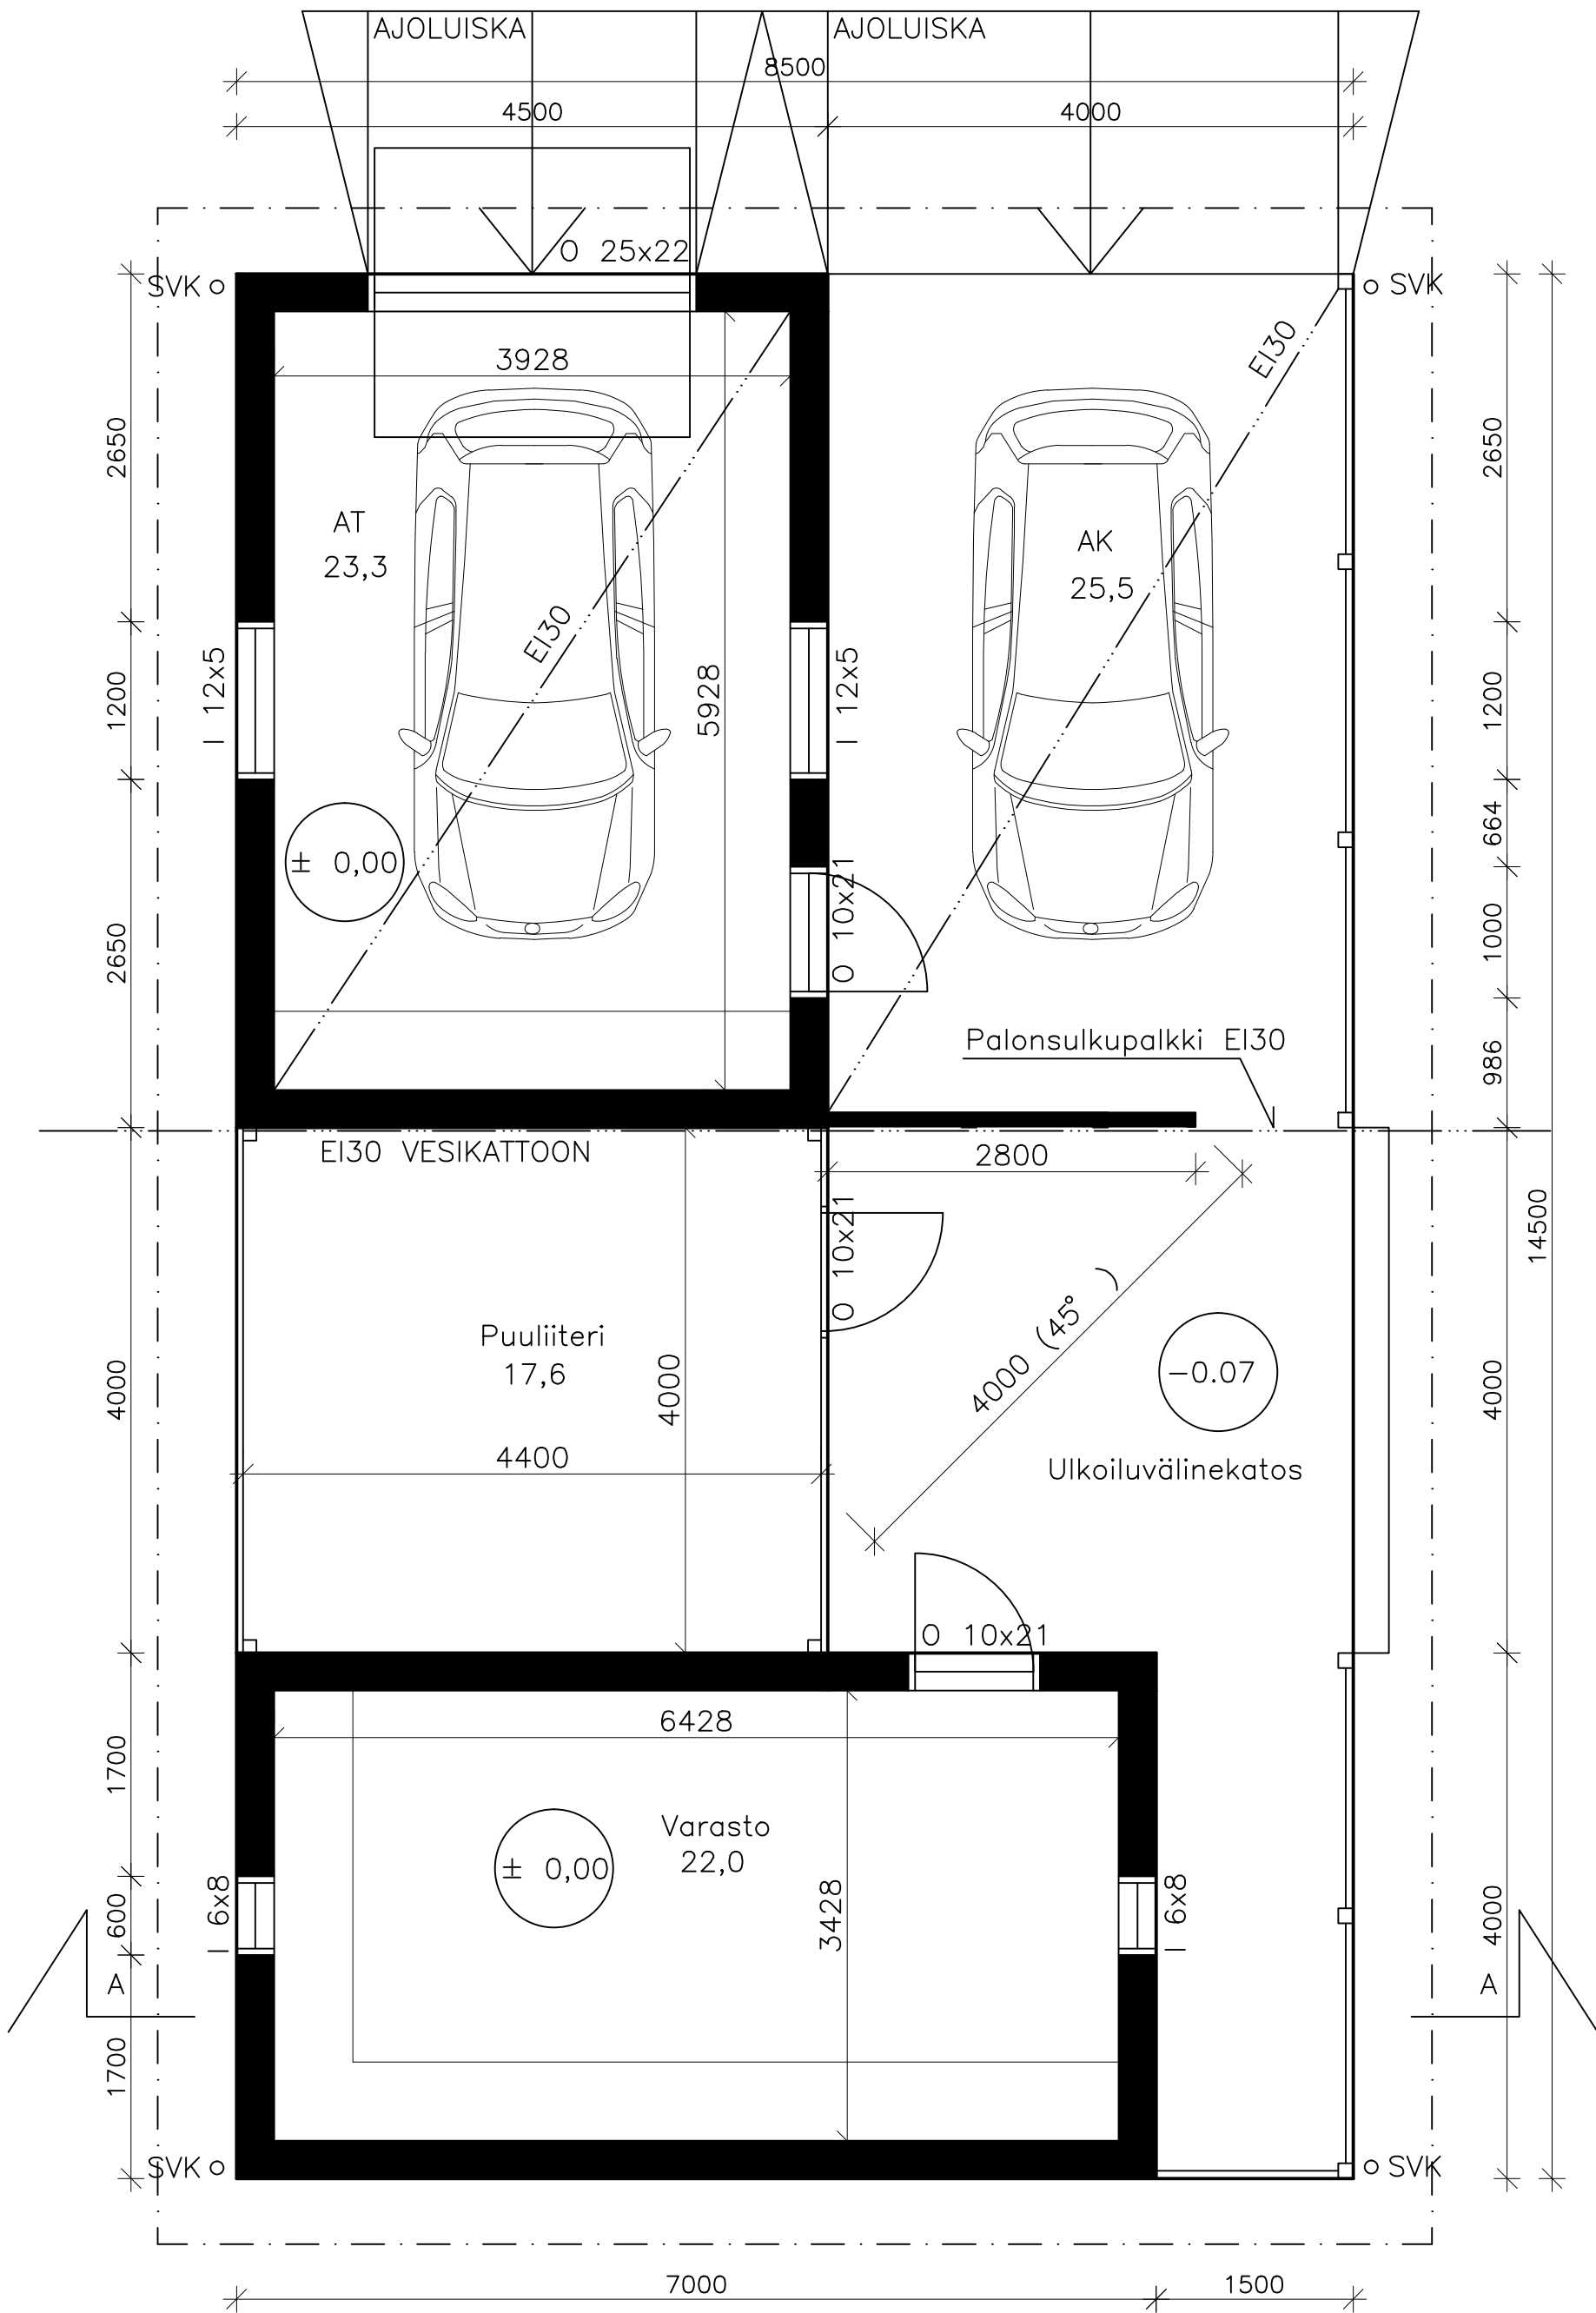 AJOLUISKA
AJOLUISKA
8500
4500
4000
O 25x22
SVK
SVK
3928
EI30
2650
2650
AT
23,3
AK
25,5
EI30
I 12x5
5928
I 12x5
1200
1200
664
± 0,00
O 10x21
2650
1000
Palonsulkupalkki EI30
986
EI30 VESIKATTOON
2800
O 10x21
14500
Puuliiteri
17,6
4000
4000
4000 (45° )
-0.07
4000
4400
Ulkoiluvälinekatos
O 10x21
6428
1700
Varasto
22,0
± 0,00
I 6x8
600
3428
I 6x8
4000
A
A
1700
SVK
SVK
7000
1500